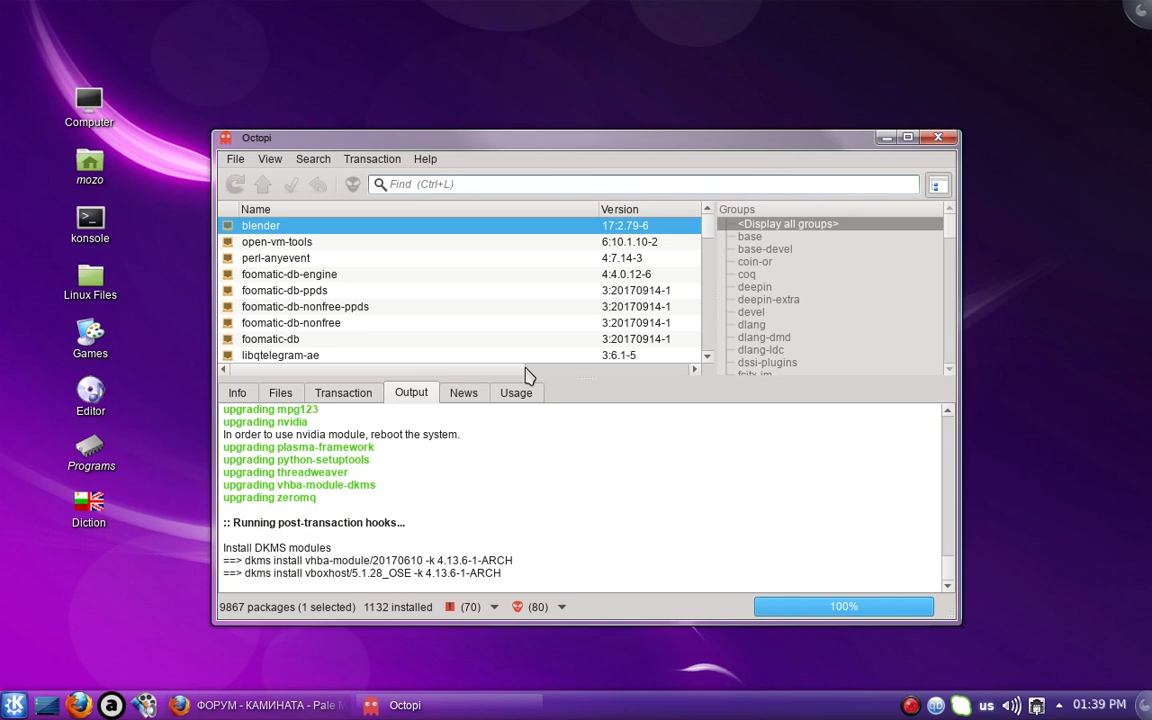 Computer
mozo
konsole
Linux Files
Games
Editor
Programs
Diction
Octopi
File View Search Transaction Help
Find (Ctrl+L)
Name Version
blender 17:2.79-6
open-vm-tools 6:10.1.10-2
perl-anyevent 4:7.14-3
foomatic-db-engine 4:4.0.12-6
foomatic-db-ppds 3:20170914-1
foomatic-db-nonfree-ppds 3:20170914-1
foomatic-db-nonfree 3:20170914-1
foomatic-db 3:20170914-1
libqtelegram-ae 3:6.1-5
Groups
<Display all groups>
base
base-devel
coin-or
coq
deepin
deepin-extra
devel
dlang
dlang-dmd
dlang-ldc
dssi-plugins
fcitx-im
Info Files Transaction Output News Usage
upgrading mpg123
upgrading nvidia
In order to use nvidia module, reboot the system.
upgrading plasma-framework
upgrading python-setuptools
upgrading threadweaver
upgrading vhba-module-dkms
upgrading zeromq
:: Running post-transaction hooks...
Install DKMS modules
==> dkms install vhba-module/20170610 -k 4.13.6-1-ARCH
==> dkms install vboxhost/5.1.28_OSE -k 4.13.6-1-ARCH
9867 packages (1 selected) 1132 installed (70) (80) 100%
ФОРУМ - КАМИНАТА - Pale M Octopi us 01:39 PM